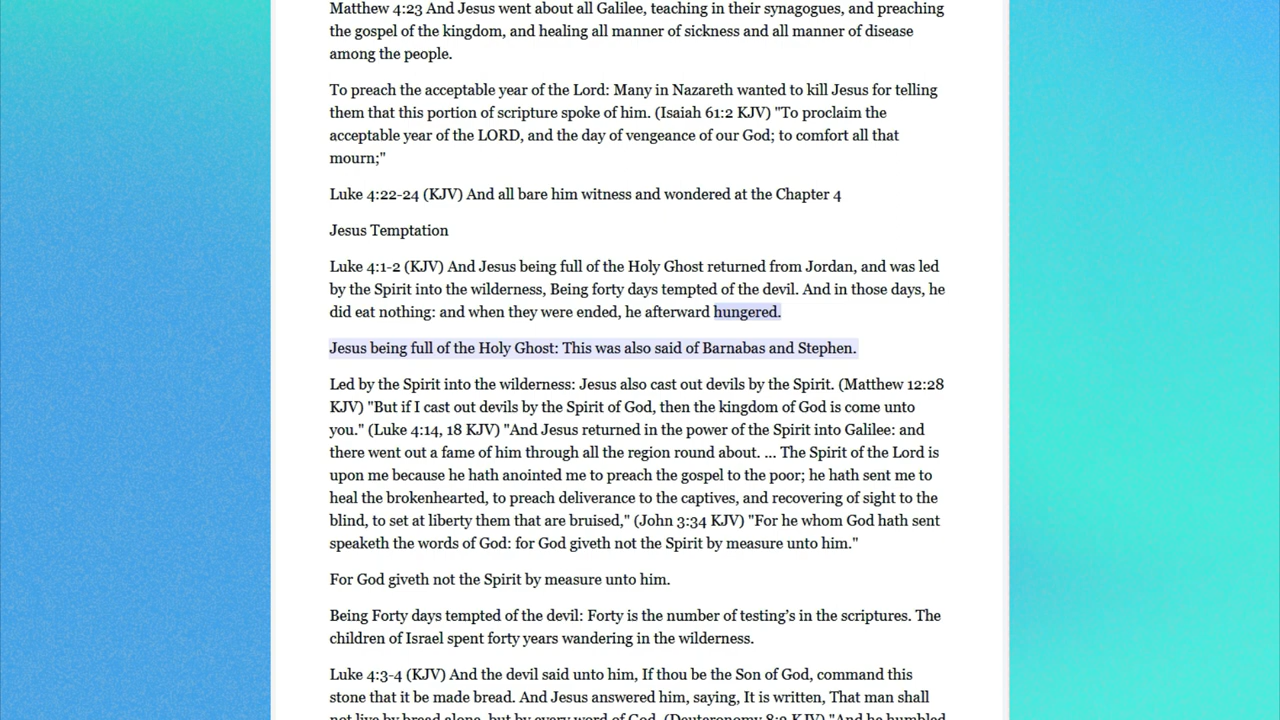 Matthew 4:23 And Jesus went about all Galilee, teaching in their synagogues, and preaching
the gospel of the kingdom, and healing all manner of sickness and all manner of disease
among the people.
To preach the acceptable year of the Lord: Many in Nazareth wanted to kill Jesus for telling
them that this portion of scripture spoke of him. (Isaiah 61:2 KJV) "To proclaim the
acceptable year of the LORD, and the day of vengeance of our God; to comfort all that
mourn;"
Luke 4:22-24 (KJV) And all bare him witness and wondered at the Chapter 4
Jesus Temptation
Luke 4:1-2 (KJV) And Jesus being full of the Holy Ghost returned from Jordan, and was led
by the Spirit into the wilderness, Being forty days tempted of the devil. And in those days, he
did eat nothing: and when they were ended, he afterward hungered.
Jesus being full of the Holy Ghost: This was also said of Barnabas and Stephen.
Led by the Spirit into the wilderness: Jesus also cast out devils by the Spirit. (Matthew 12:28
KJV) "But if I cast out devils by the Spirit of God, then the kingdom of God is come unto
you." (Luke 4:14, 18 KJV) "And Jesus returned in the power of the Spirit into Galilee: and
there went out a fame of him through all the region round about. ... The Spirit of the Lord is
upon me because he hath anointed me to preach the gospel to the poor; he hath sent me to
heal the brokenhearted, to preach deliverance to the captives, and recovering of sight to the
blind, to set at liberty them that are bruised," (John 3:34 KJV) "For he whom God hath sent
speaketh the words of God: for God giveth not the Spirit by measure unto him."
For God giveth not the Spirit by measure unto him.
Being Forty days tempted of the devil: Forty is the number of testing's in the scriptures. The
children of Israel spent forty years wandering in the wilderness.
Luke 4:3-4 (KJV) And the devil said unto him, If thou be the Son of God, command this
stone that it be made bread. And Jesus answered him, saying, It is written, That man shall
not live by bread alone, but by every word of God. (Deuteronomy 8:3 KJV) "And he humbled